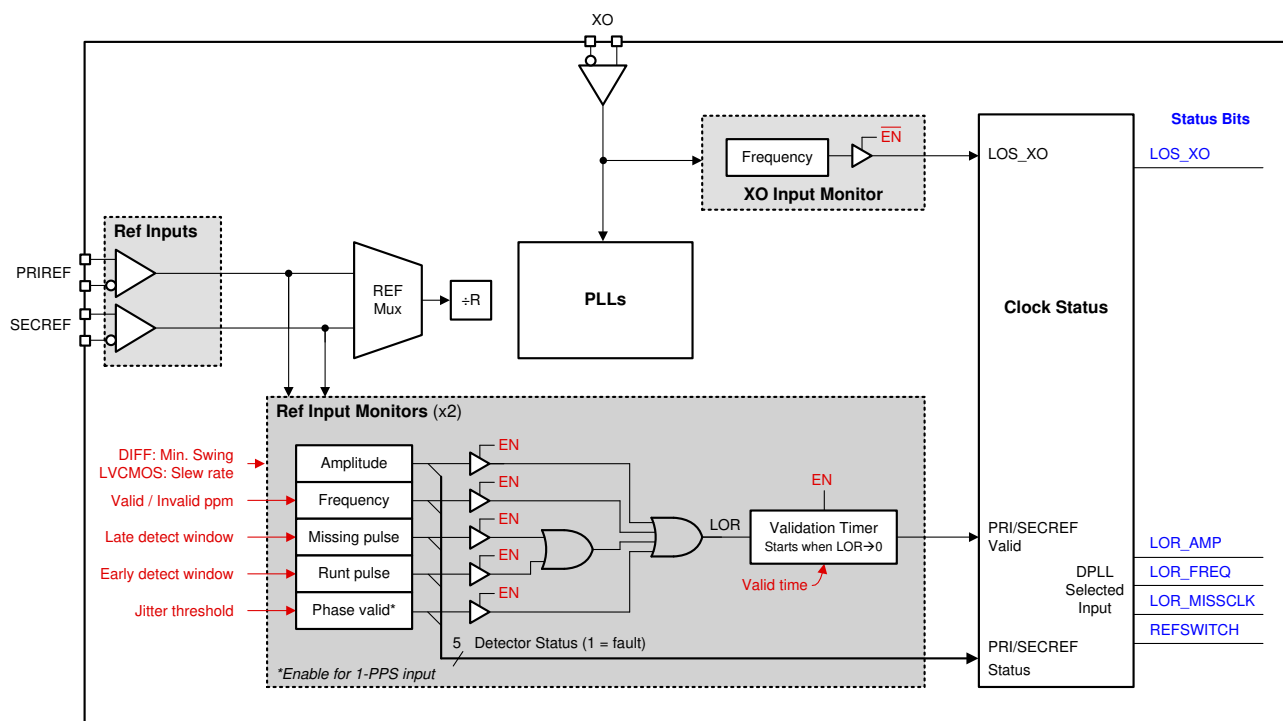 XO
Status Bits
EN
LOS_XO
LOS_XO
Frequency
XO Input Monitor
Ref Inputs
PRIREF
SECREF
REF
Mux
÷R
PLLs
Clock Status
Ref Input Monitors (x2)
DIFF: Min. Swing
LVCMOS: Slew rate
Amplitude
EN
Valid / Invalid ppm
Frequency
EN
Late detect window
Missing pulse
EN
Early detect window
Runt pulse
EN
Jitter threshold
Phase valid*
EN
LOR
EN
Validation Timer
Starts when LOR→0
Valid time
PRI/SECREF
Valid
DPLL
Selected
Input
LOR_AMP
LOR_FREQ
LOR_MISSCLK
REFSWITCH
5
Detector Status (1 = fault)
PRI/SECREF
Status
*Enable for 1-PPS input